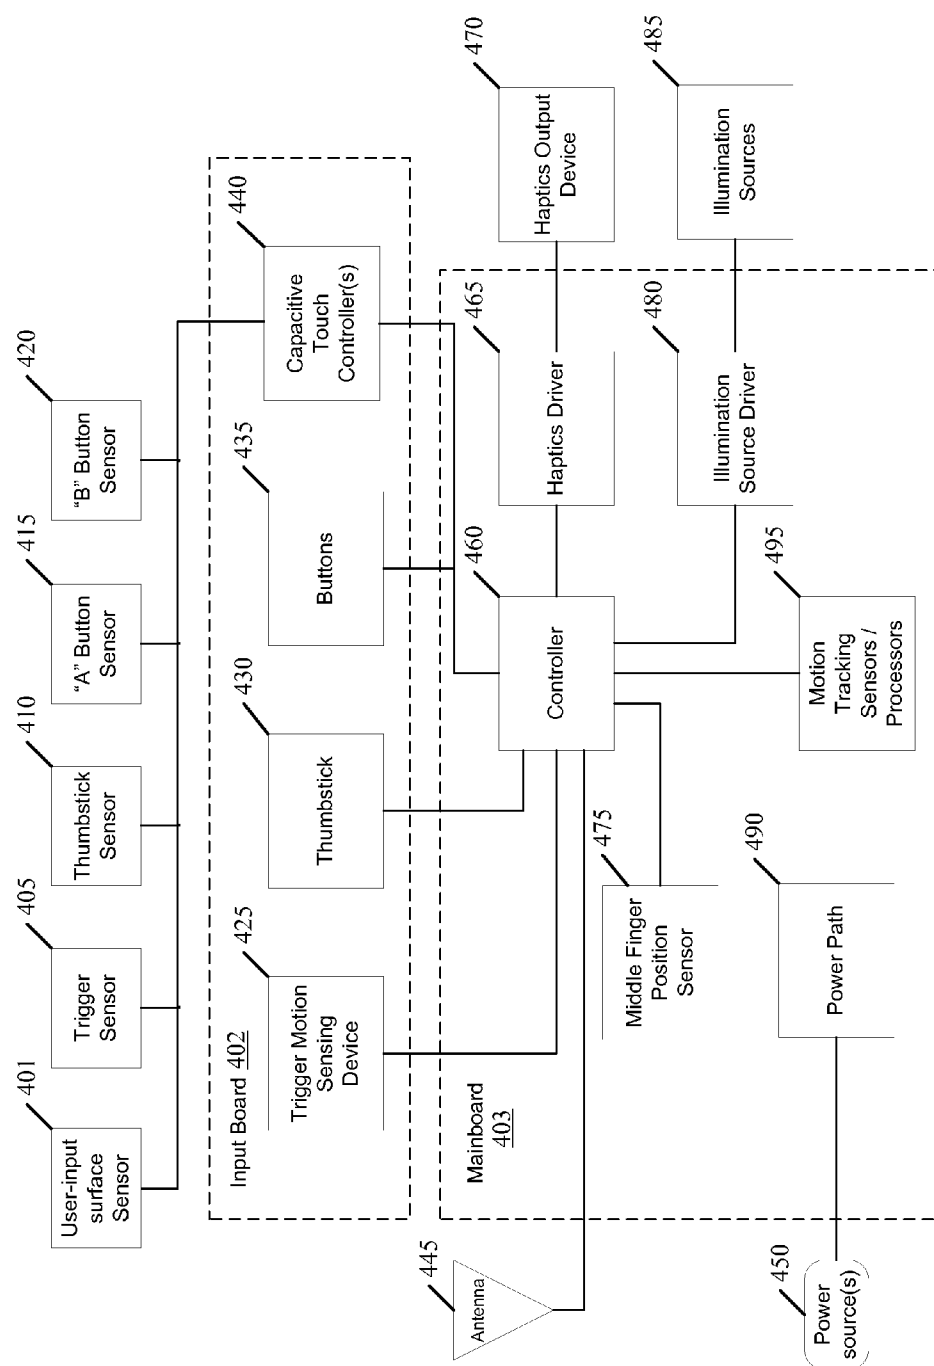 401
User-input
surface
Sensor
405
Trigger
Sensor
410
Thumbstick
Sensor
415
“A” Button
Sensor
420
“B” Button
Sensor
Input Board 402
425
Trigger Motion
Sensing
Device
430
Thumbstick
435
Buttons
440
Capacitive
Touch
Controller(s)
445
Antenna
Mainboard
403
460
Controller
465
Haptics Driver
470
Haptics Output
Device
475
Middle Finger
Position
Sensor
480
Illumination
Source Driver
485
Illumination
Sources
450
Power
source(s)
490
Power Path
495
Motion
Tracking
Sensors /
Processors